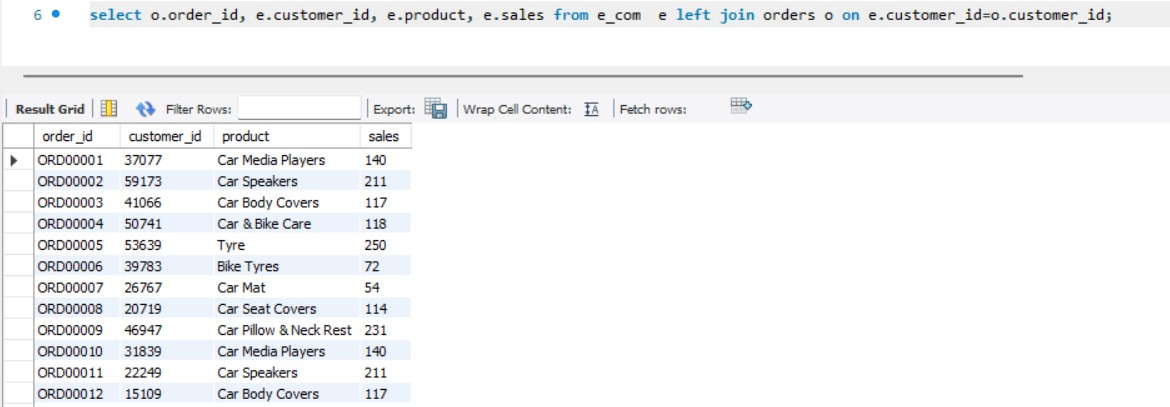 6 select o.order_id, e.customer_id, e.product, e.sales from e_com  e left join orders o on e.customer_id=o.customer_id;
Result Grid Filter Rows: Export: Wrap Cell Content: IA Fetch rows:
order_id customer_id product sales
ORD00001 37077 Car Media Players 140
ORD00002 59173 Car Speakers 211
ORD00003 41066 Car Body Covers 117
ORD00004 50741 Car & Bike Care 118
ORD00005 53639 Tyre 250
ORD00006 39783 Bike Tyres 72
ORD00007 26767 Car Mat 54
ORD00008 20719 Car Seat Covers 114
ORD00009 46947 Car Pillow & Neck Rest 231
ORD00010 31839 Car Media Players 140
ORD00011 22249 Car Speakers 211
ORD00012 15109 Car Body Covers 117